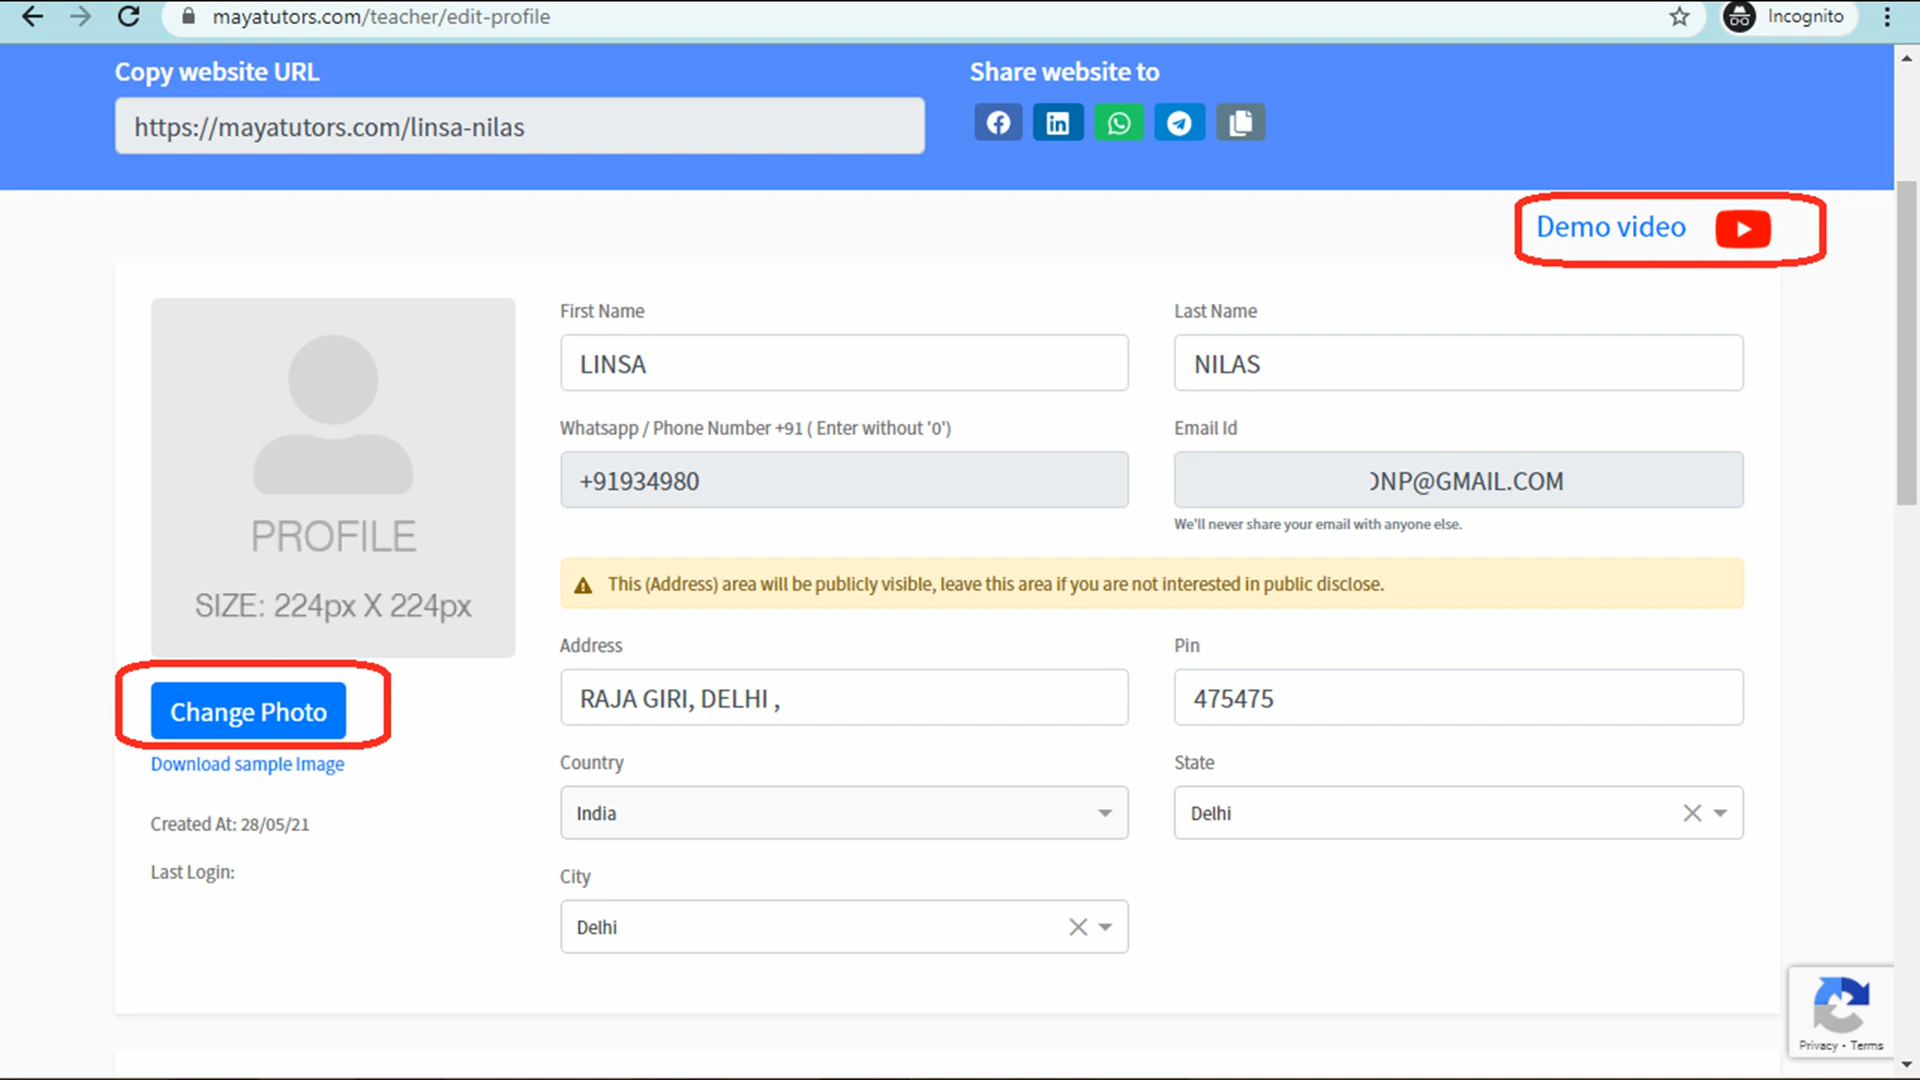 mayatutors.com/teacher/edit-profile
Incognito
Copy website URL
Share website to
https://mayatutors.com/linsa-nilas
Demo video
PROFILE
SIZE: 224px X 224px
Change Photo
Download sample Image
Created At: 28/05/21
Last Login:
First Name
Last Name
LINSA
NILAS
Whatsapp / Phone Number +91 ( Enter without '0')
Email Id
+91934980
NP@GMAIL.COM
We'll never share your email with anyone else.
This (Address) area will be publicly visible, leave this area if you are not interested in public disclose.
Address
Pin
RAJA GIRI, DELHI ,
475475
Country
State
India
Delhi
City
Delhi
Privacy - Terms